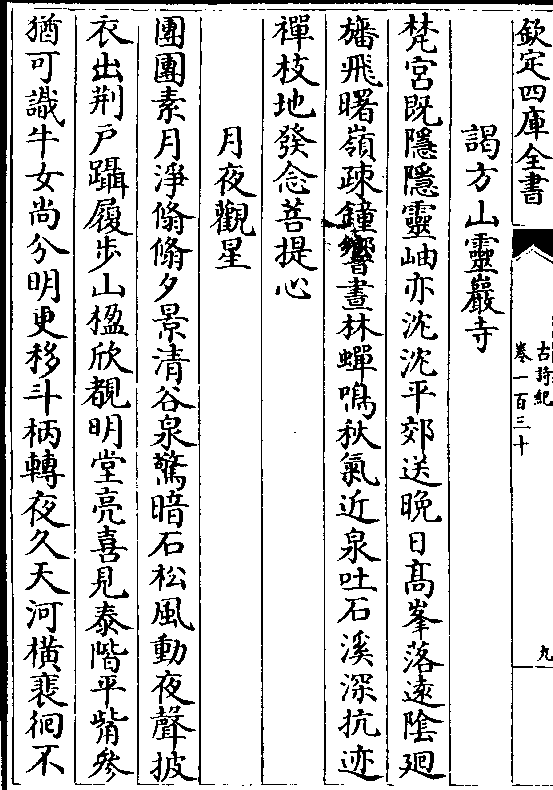 欽定四庫全書
古詩紀
卷一百三十
九
謁方山靈巖寺
梵宮既隱隱靈岫亦沈沈平郊送晚日髙峯落遠陰廻
旛飛曙嶺疎鐘響晝林蟬鳴秋氣近泉吐石溪深抗迹
禪枝地發念菩提心
月夜觀星
團團素月淨翛翛夕景清谷泉驚暗石松風動夜聲披
衣出荆戸躡履步山楹欣覩明堂亮喜見泰階平觜參
猶可識牛女尚分明更移斗柄轉夜久天河橫裵徊不